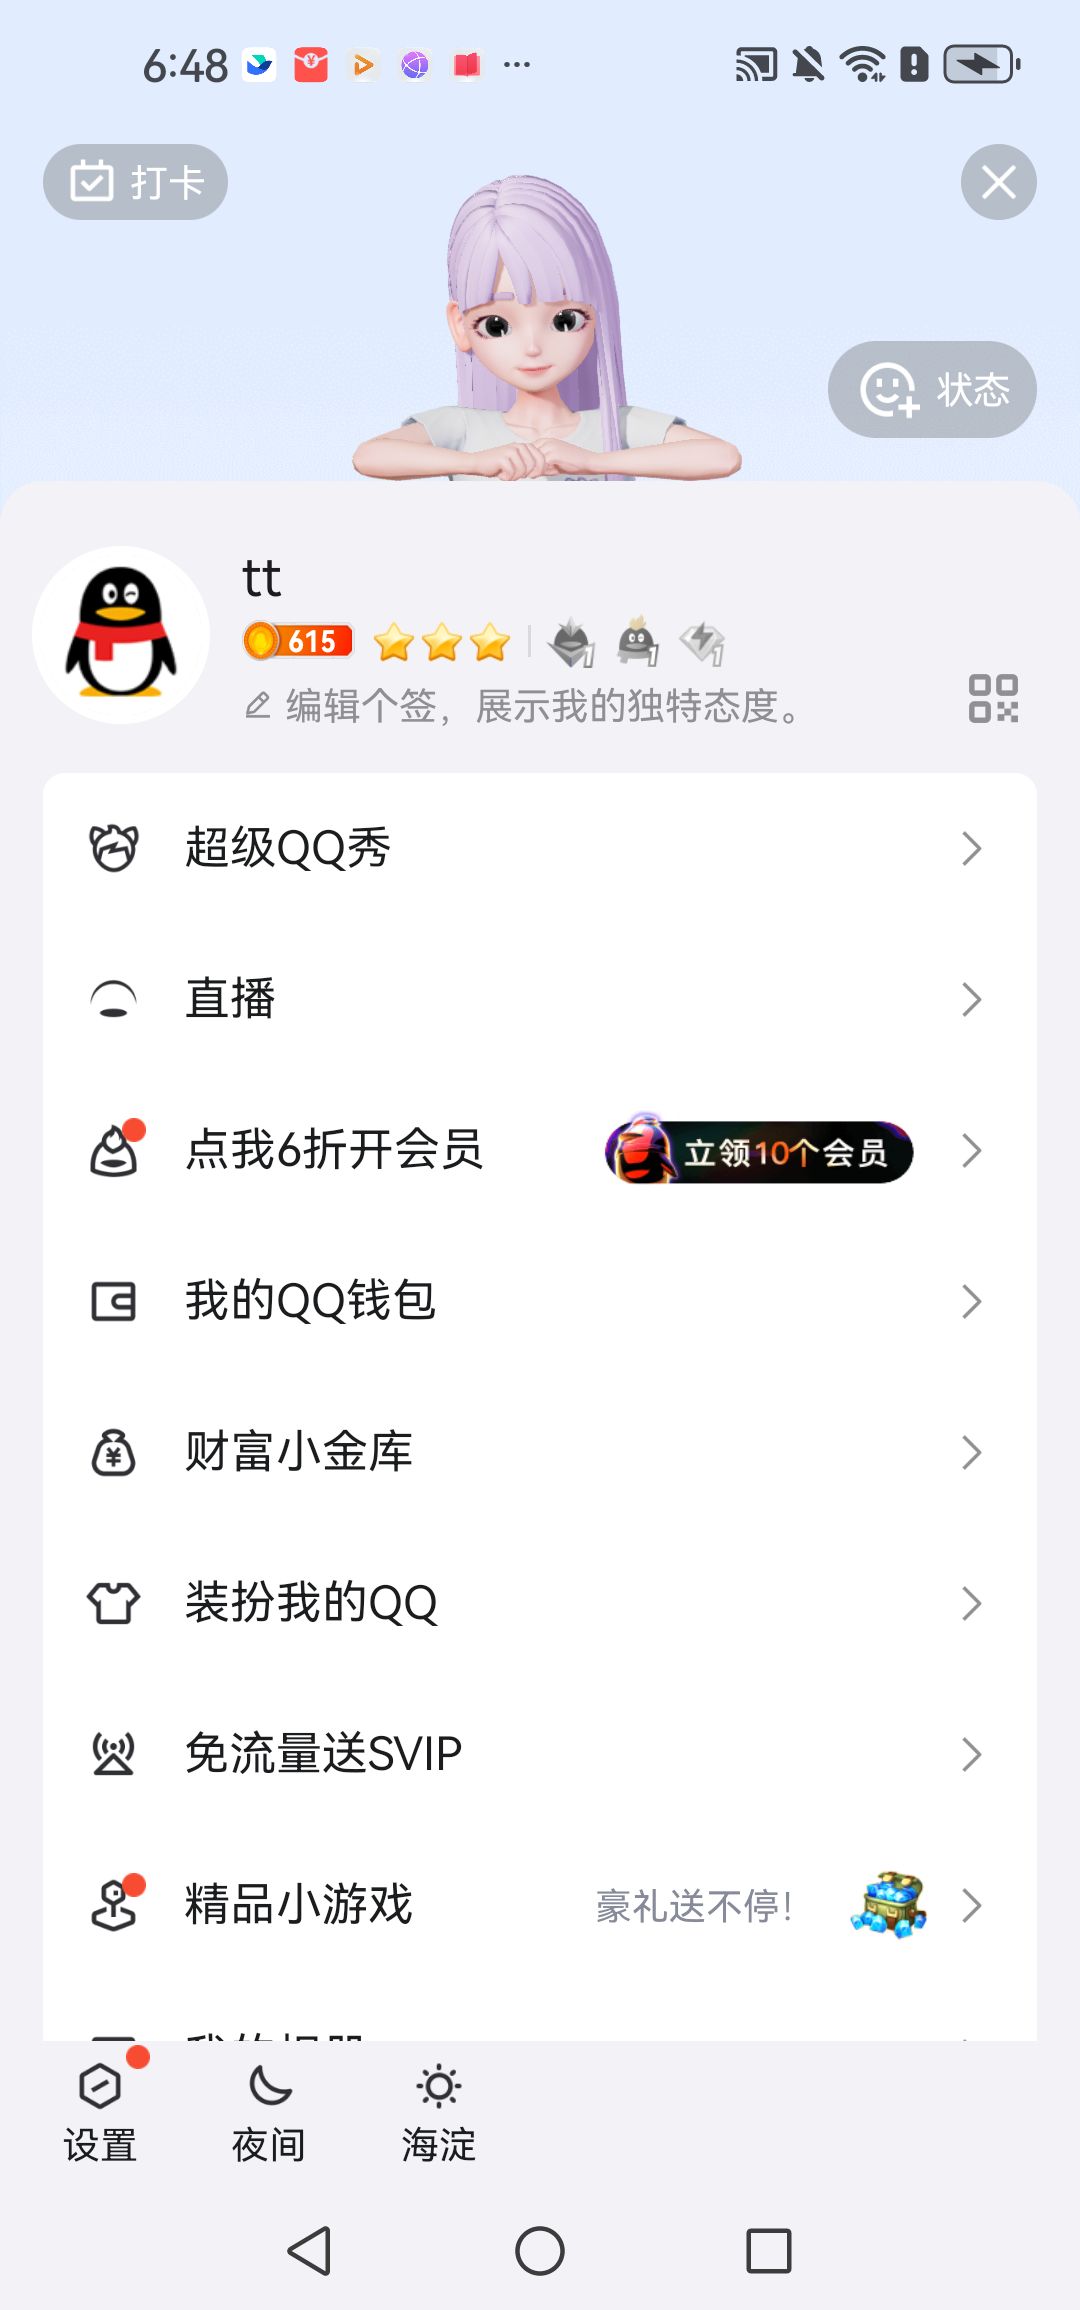 6:48
打卡
状态
tt
615
编辑个签，展示我的独特态度。
超级QQ秀
直播
点我6折开会员
立领10个会员
我的QQ钱包
财富小金库
装扮我的QQ
免流量送SVIP
精品小游戏
豪礼送不停!
设置
夜间
海淀